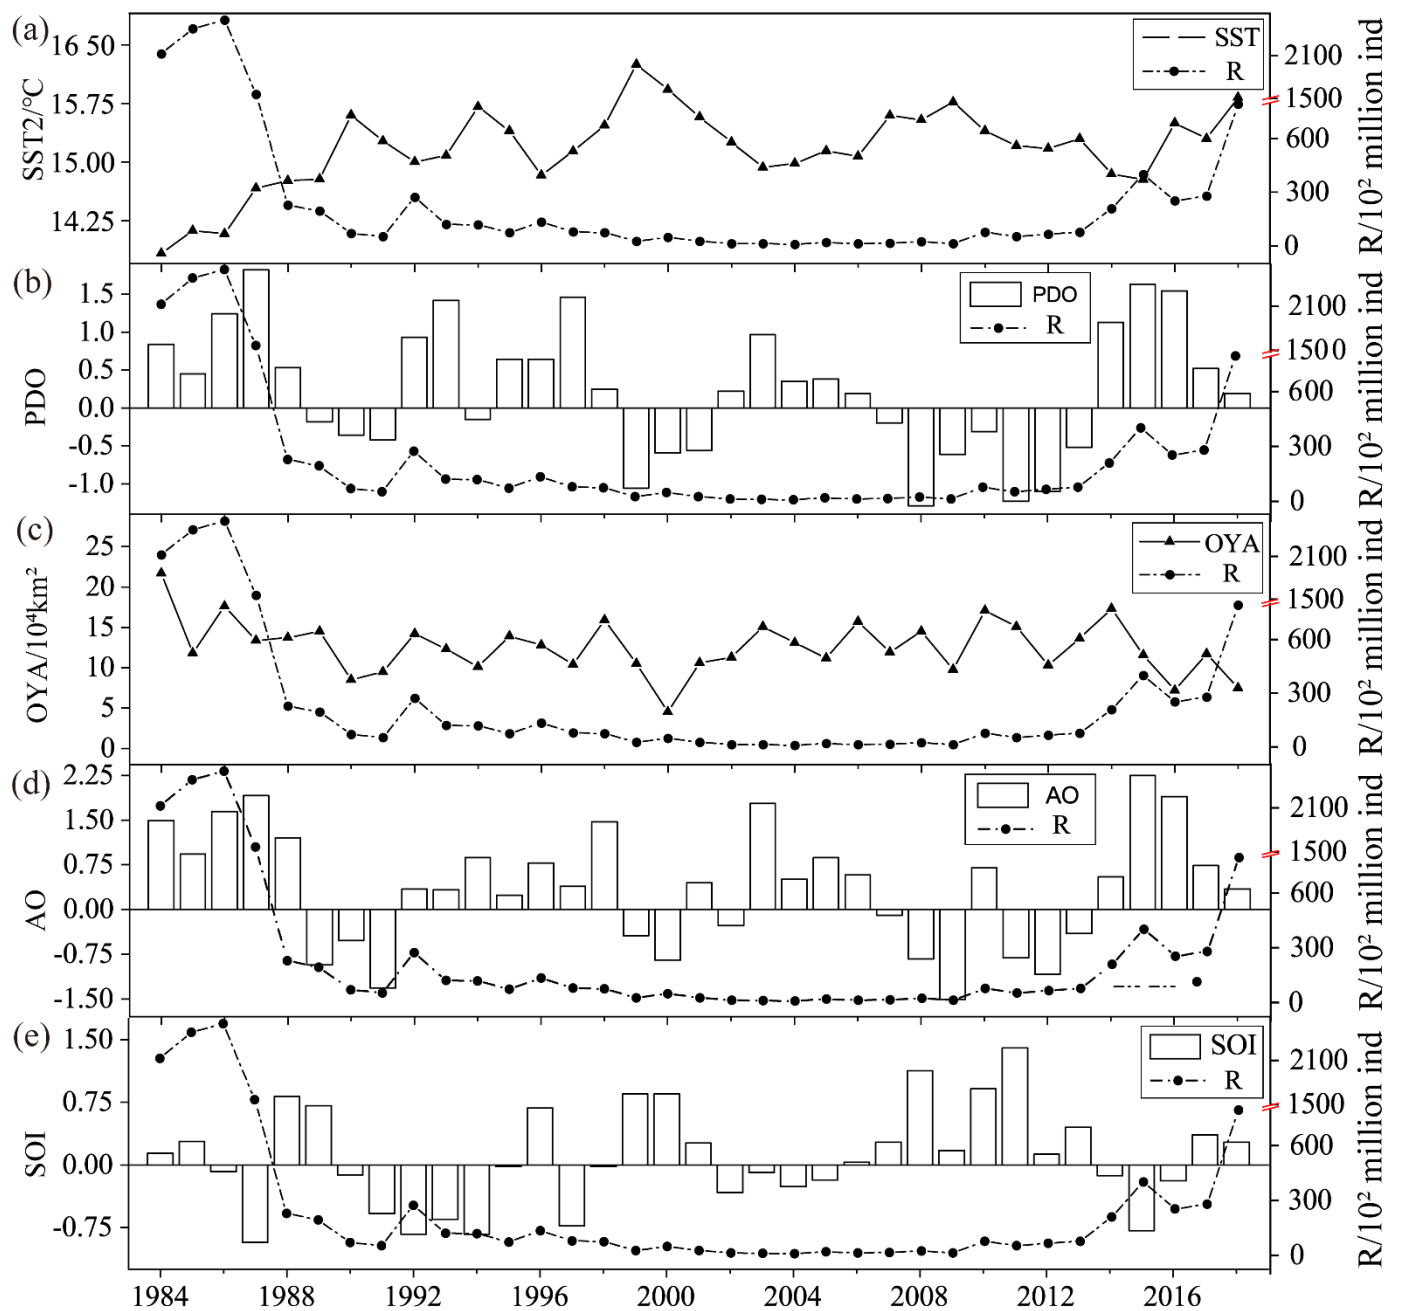 (a)
16.50
15.75
15.00
14.25
SST2/°C
SST
R
2100
1500
600
300
0
R/10² million ind
(b)
1.5
1.0
0.5
0.0
-0.5
-1.0
PDO
PDO
R
2100
1500
600
300
0
R/10² million ind
(c)
25
20
15
10
5
0
OYA/10⁴km²
OYA
R
2100
1500
600
300
0
R/10² million ind
(d)
2.25
1.50
0.75
0.00
-0.75
-1.50
AO
AO
R
2100
1500
600
300
0
R/10² million ind
(e)
1.50
0.75
0.00
-0.75
SOI
SOI
R
2100
1500
600
300
0
R/10² million .ind
1984 1988 1992 1996 2000 2004 2008 2012 2016